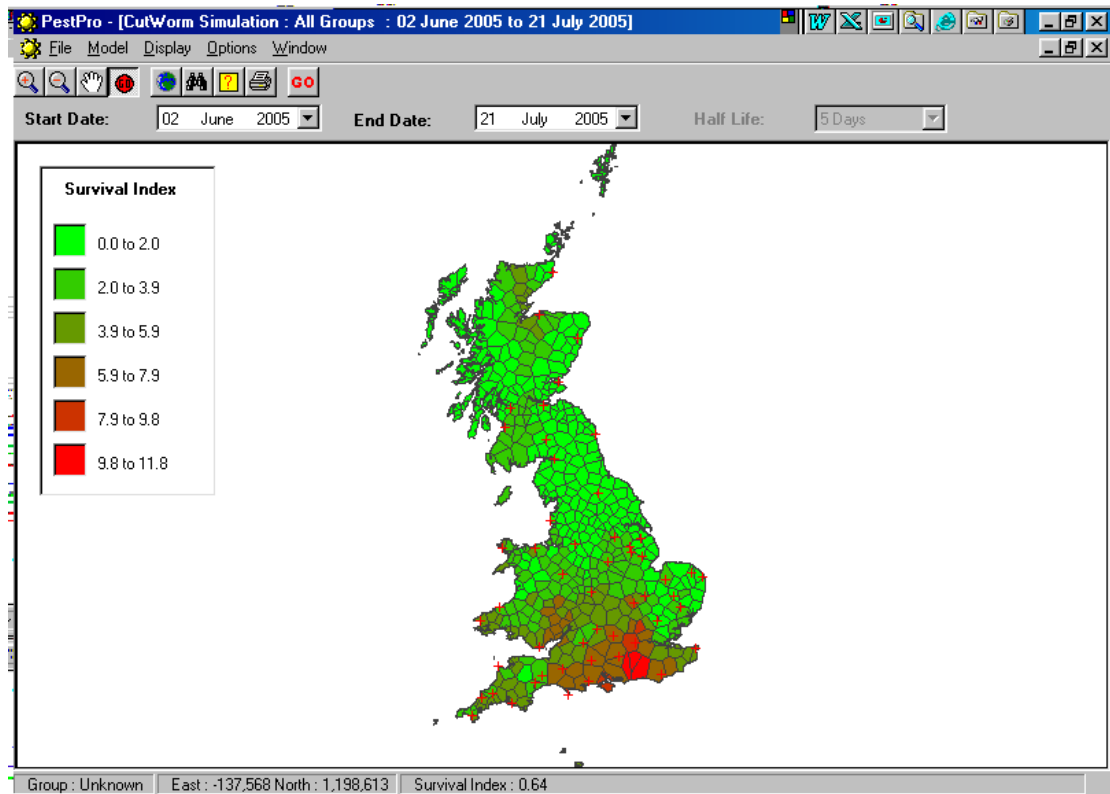 PestPro - [CutWorm Simulation : All Groups : 02 June 2005 to 21 July 2005]
File Model Display Options Window
GO
Start Date: 02 June 2005 End Date: 21 July 2005 Half Life: 5 Days
Survival Index
0.0 to 2.0
2.0 to 3.9
3.9 to 5.9
5.9 to 7.9
7.9 to 9.8
9.8 to 11.8
Group : Unknown East : -137,568 North : 1,198,613 Survival Index : 0.64